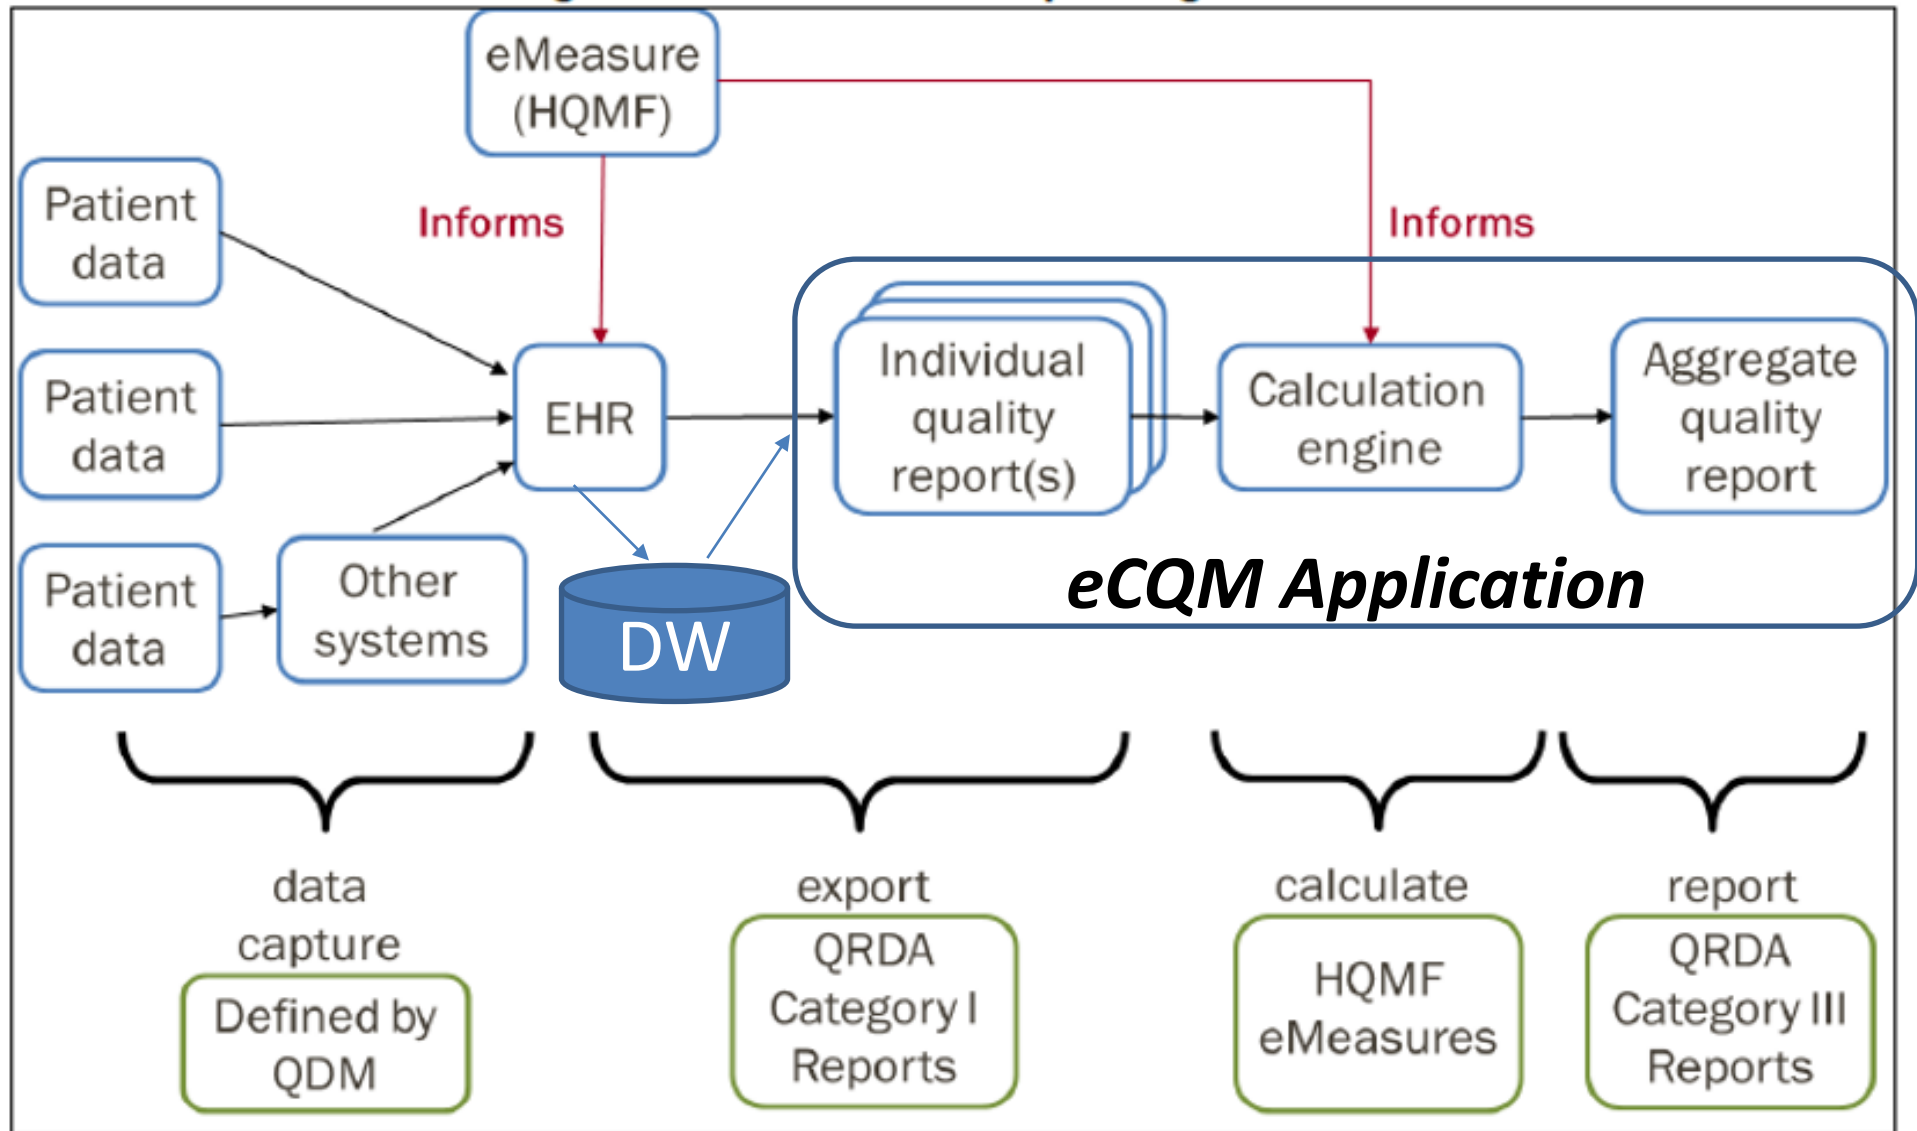 eMeasure
(HQMF)
Patient
data
Informs
Informs
Patient
data
EHR
Individual
quality
report(s)
Calculation
engine
Aggregate
quality
report
Patient
data
Other
systems
DW
eCQM Application
data
capture
Defined by
QDM
export
QRDA
Category I
Reports
calculate
HQMF
eMeasures
report
QRDA
Category III
Reports